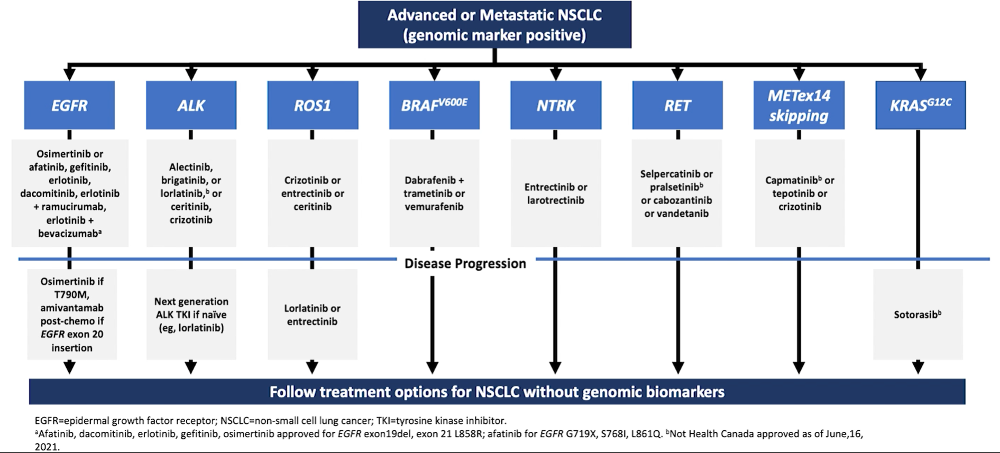 Advanced or Metastatic NSCLC
(genomic marker positive)
EGFR
ALK
ROS1
BRAFV600E
NTRK
RET
METex14
skipping
KRASG12C
Osimertinib or
afatinib, gefitinib,
erlotinib,
dacomitinib, erlotinib
+ ramucirumab,
erlotinib +
bevacizumabᵃ
Alectinib,
brigatinib, or
lorlatinib,ᵇ or
ceritinib,
crizotinib
Crizotinib or
entrectinib or
ceritinib
Dabrafenib +
trametinib or
vemurafenib
Entrectinib or
larotrectinib
Selpercatinib or
pralsetinibᵇ
or cabozantinib
or vandetanib
Capmatinibᵇ or
tepotinib or
crizotinib
Disease Progression
Osimertinib if
T790M,
amivantamab
post-chemo if
EGFR exon 20
insertion
Next generation
ALK TKI if naïve
(eg, lorlatinib)
Lorlatinib or
entrectinib
Sotorasibᵇ
Follow treatment options for NSCLC without genomic biomarkers
EGFR=epidermal growth factor receptor; NSCLC=non-small cell lung cancer; TKI=tyrosine kinase inhibitor.
ᵃAfatinib, dacomitinib, erlotinib, gefitinib, osimertinib approved for EGFR exon19del, exon 21 L858R; afatinib for EGFR G719X, S768I, L861Q. ᵇNot Health Canada approved as of June,16,
2021.